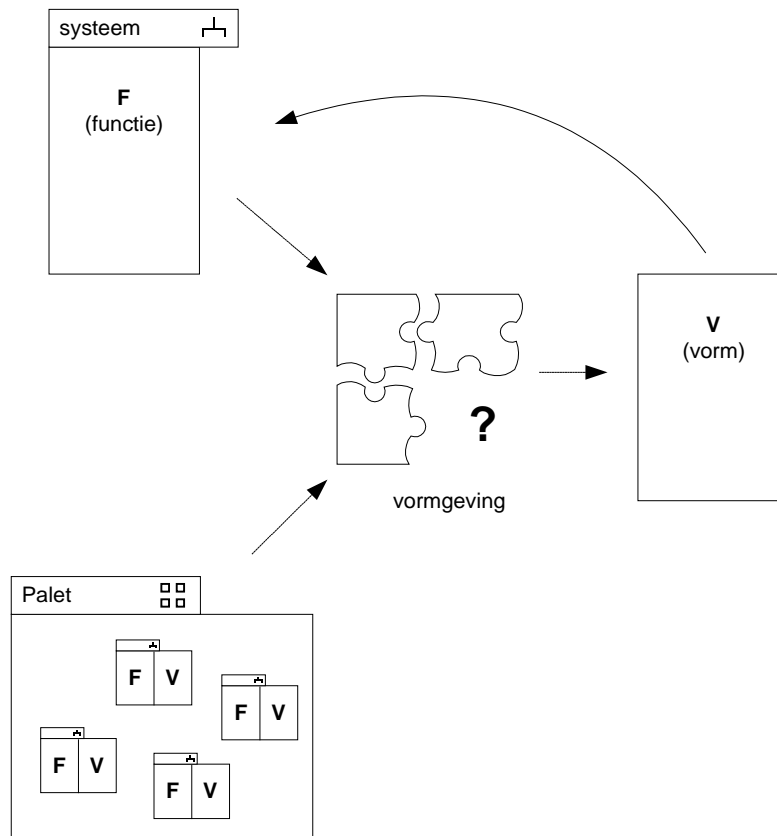 systeem
F
(functie)
V
(vorm)
?
vormgeving
Palet
F V
F V
F V
F V